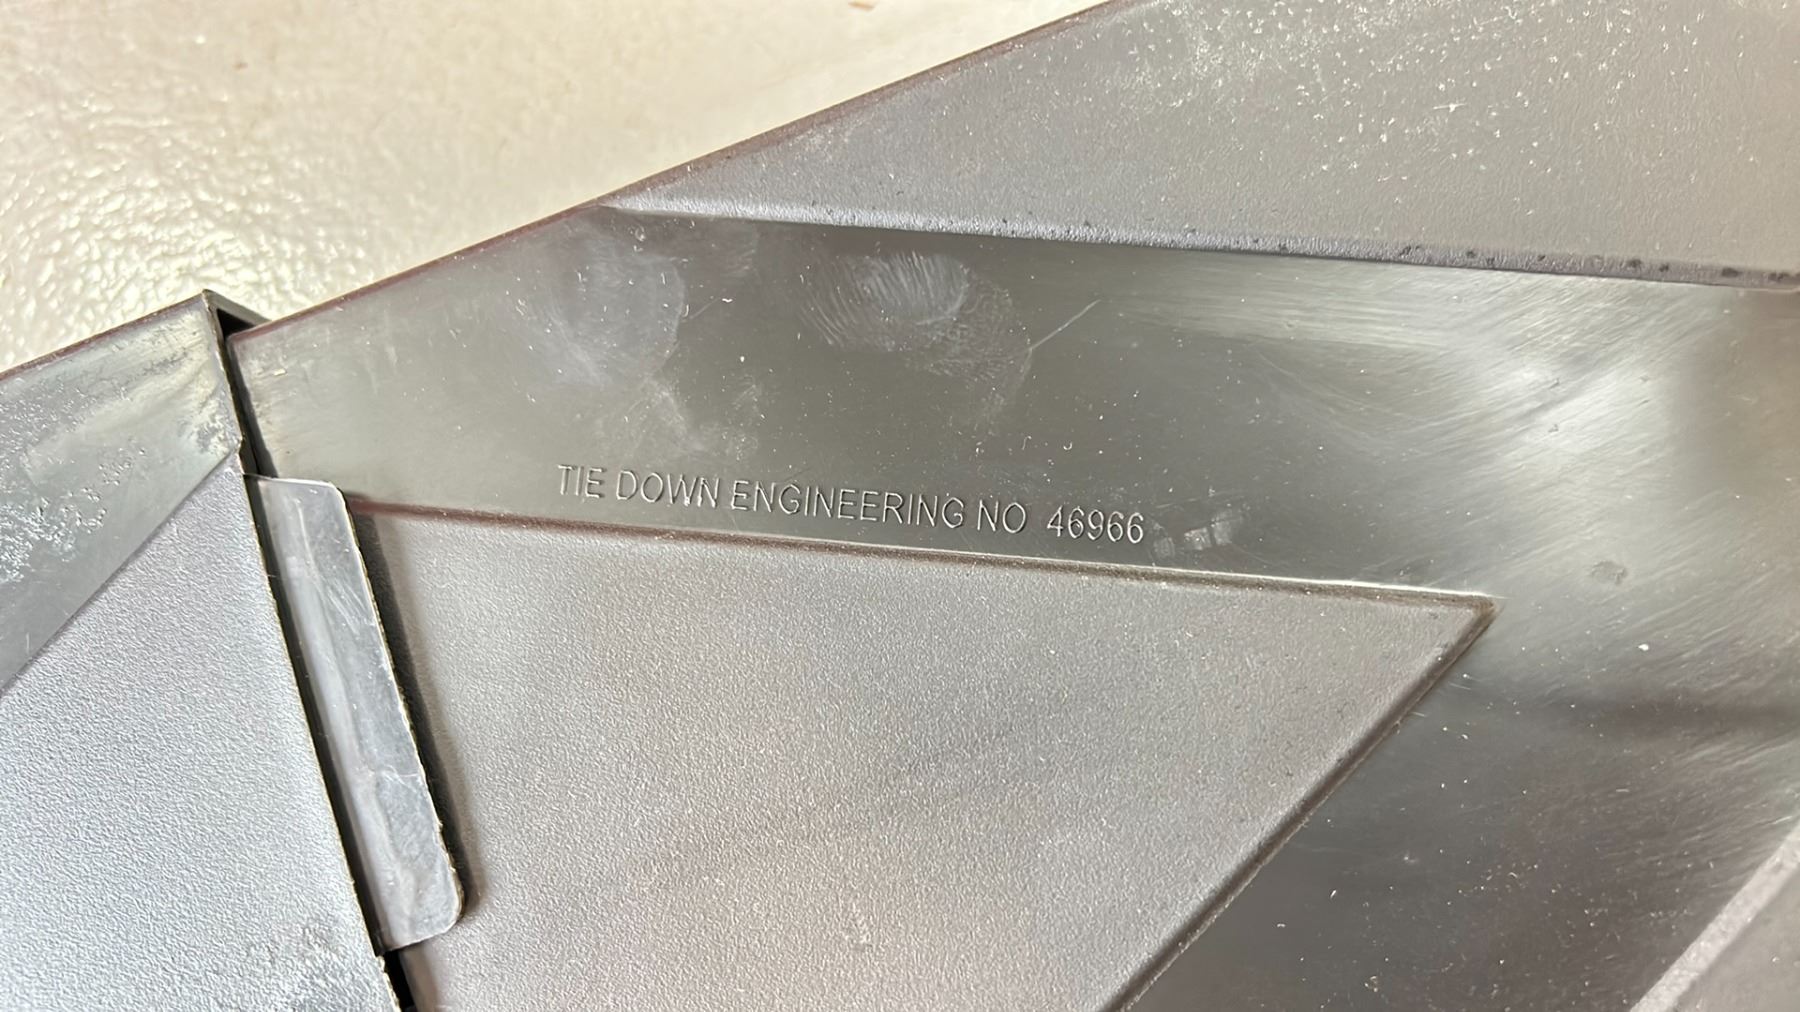 TIE DOWN ENGINEERING NO 46966